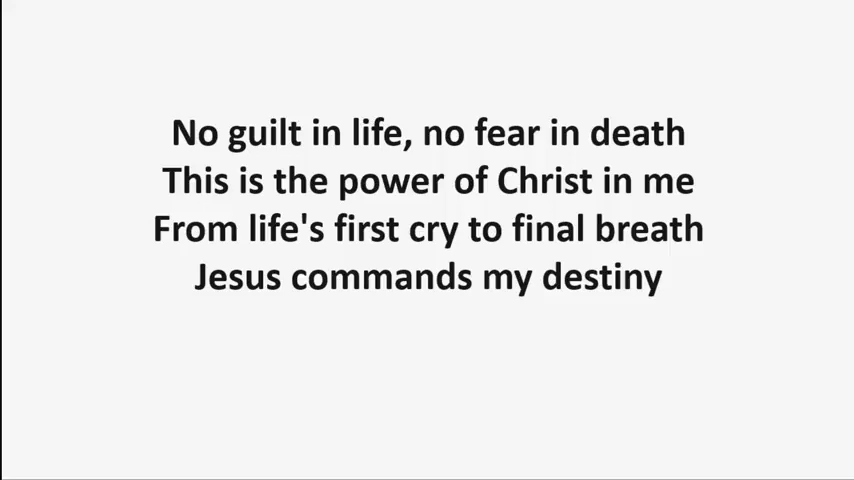 No guilt in life, no fear in death
This is the power of Christ in me
From life's first cry to final breath
Jesus commands my destiny